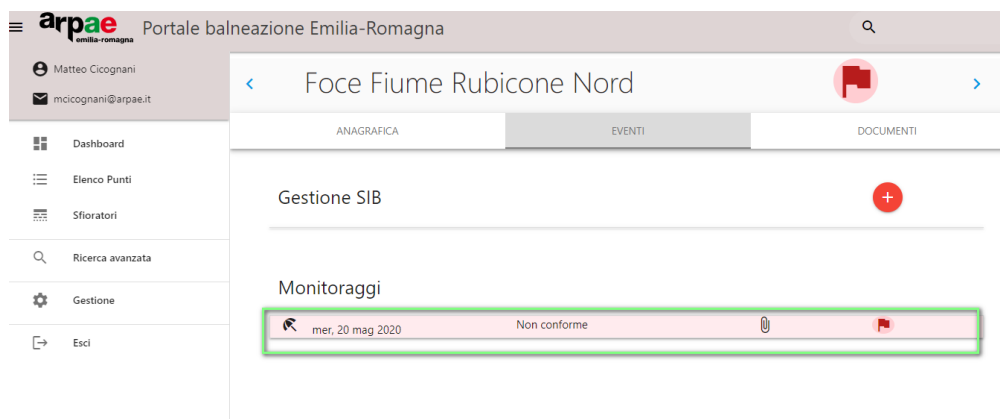 arpae
emilia-romagna
Portale balneazione Emilia-Romagna
Matteo Cicognani
mcicognani@arpae.it
Dashboard
Elenco Punti
Sfioratori
Ricerca avanzata
Gestione
Esci
Foce Fiume Rubicone Nord
ANAGRAFICA EVENTI DOCUMENTI
Gestione SIB
Monitoraggi
mer, 20 mag 2020 Non conforme